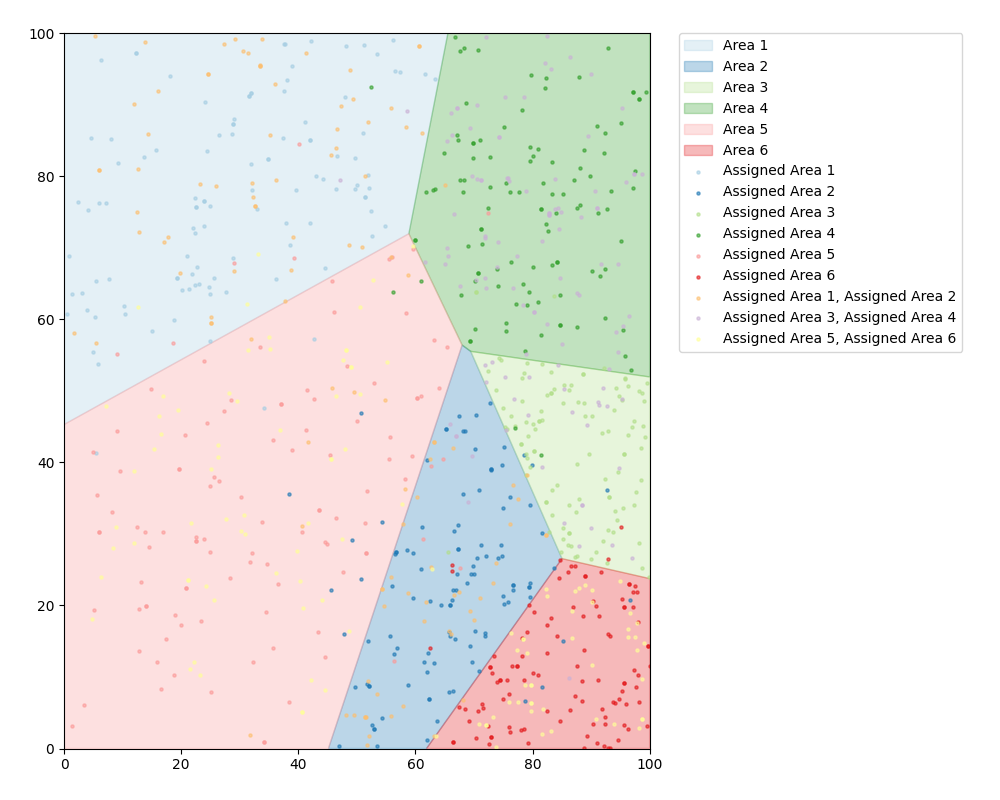 100
80
60
40
20
0
0
20
40
60
80
100
Area 1
Area 2
Area 3
Area 4
Area 5
Area 6
Assigned Area 1
Assigned Area 2
Assigned Area 3
Assigned Area 4
Assigned Area 5
Assigned Area 6
Assigned Area 1, Assigned Area 2
Assigned Area 3, Assigned Area 4
Assigned Area 5, Assigned Area 6